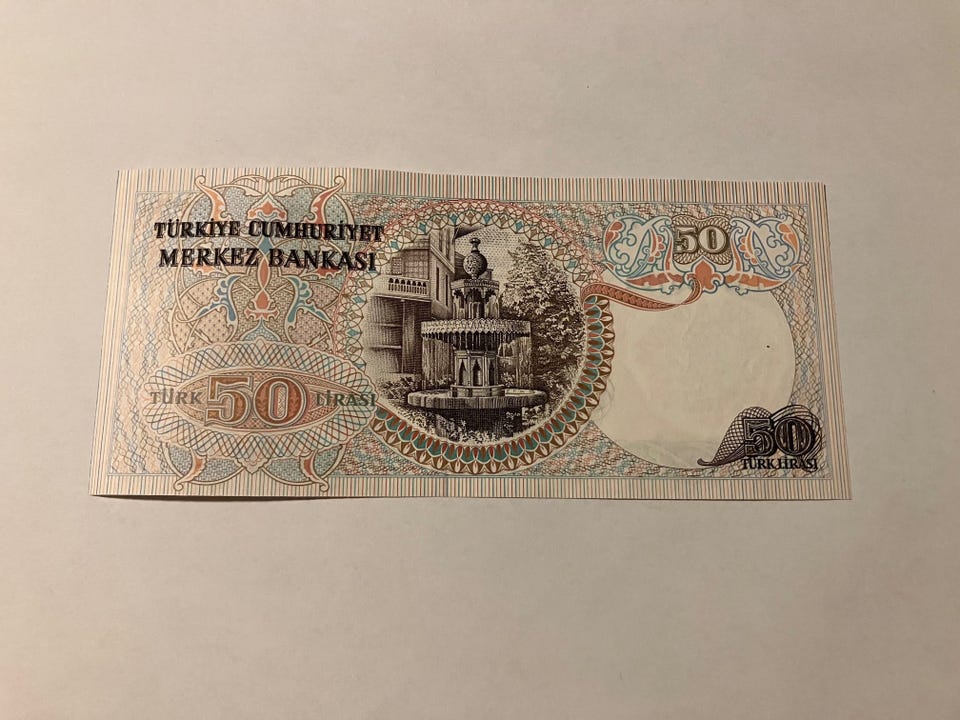 TÜRKİYE CUMHURİYET
MERKEZ BANKASI
50
TÜRK 50 LİRASI
50
TÜRK LİRASI